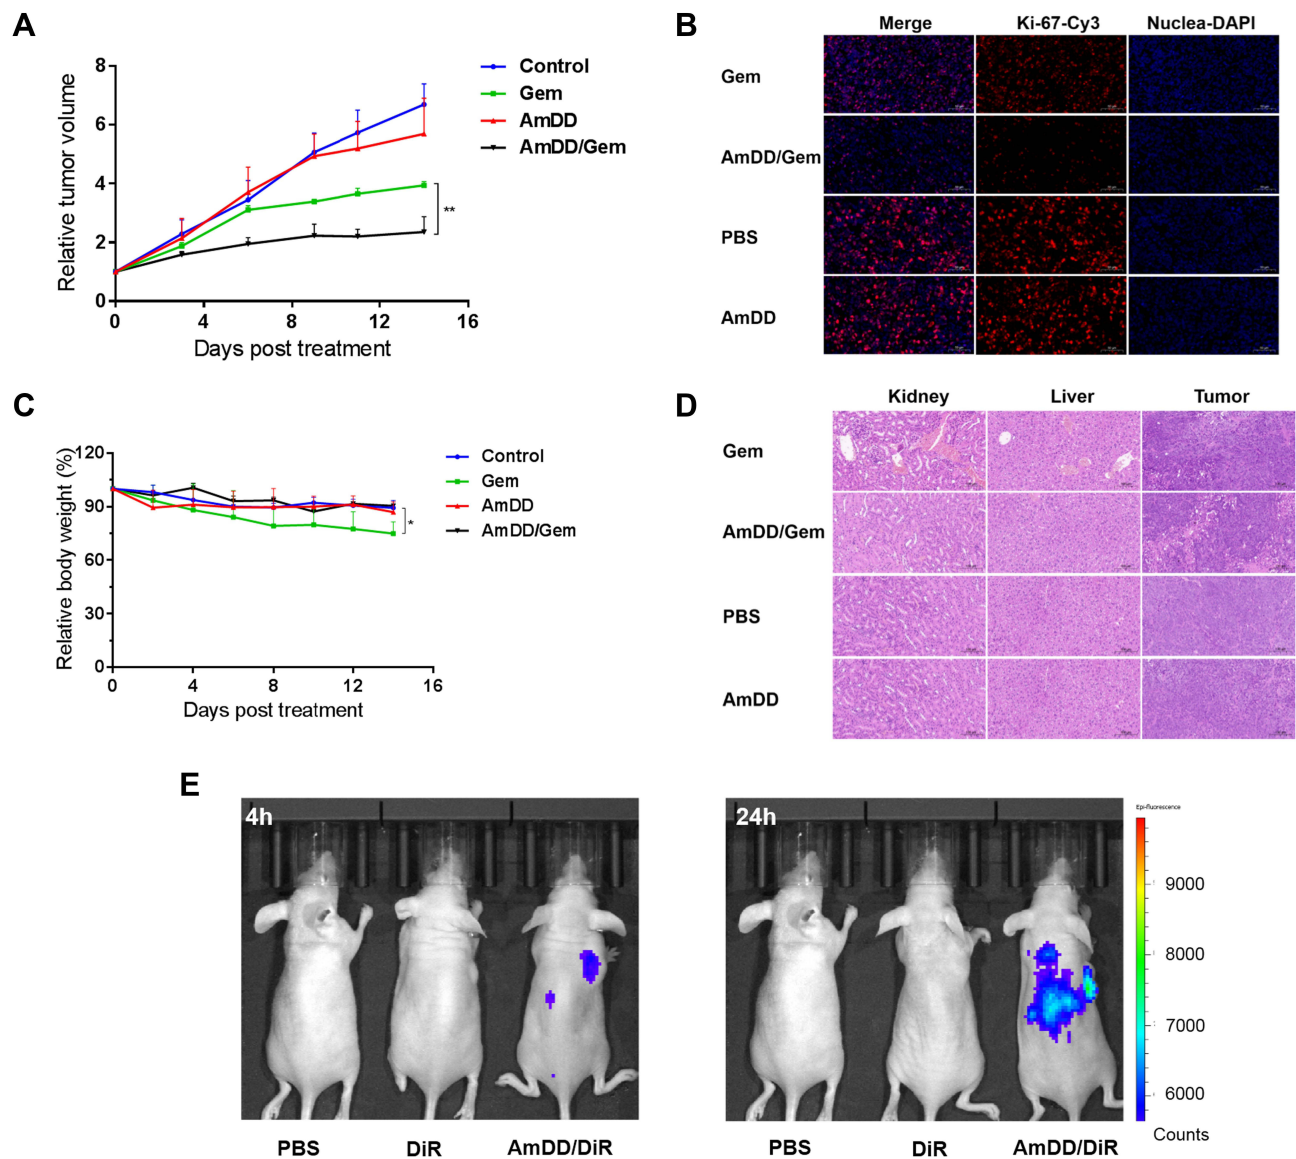 A
8
6
4
2
0
0 4 8 12 16
Relative tumor volume
Days post treatment
Control
Gem
AmDD
AmDD/Gem
**
B
Merge Ki-67-Cy3 Nuclea-DAPI
Gem
AmDD/Gem
PBS
AmDD
C
120
90
60
30
0
0 4 8 12 16
Relative body weight (%)
Days post treatment
Control
Gem
AmDD
AmDD/Gem
*
D
Kidney Liver Tumor
Gem
AmDD/Gem
PBS
AmDD
E
4h
PBS DiR AmDD/DiR
24h
PBS DiR AmDD/DiR
Epi-fluorescence
9000
8000
7000
6000
Counts